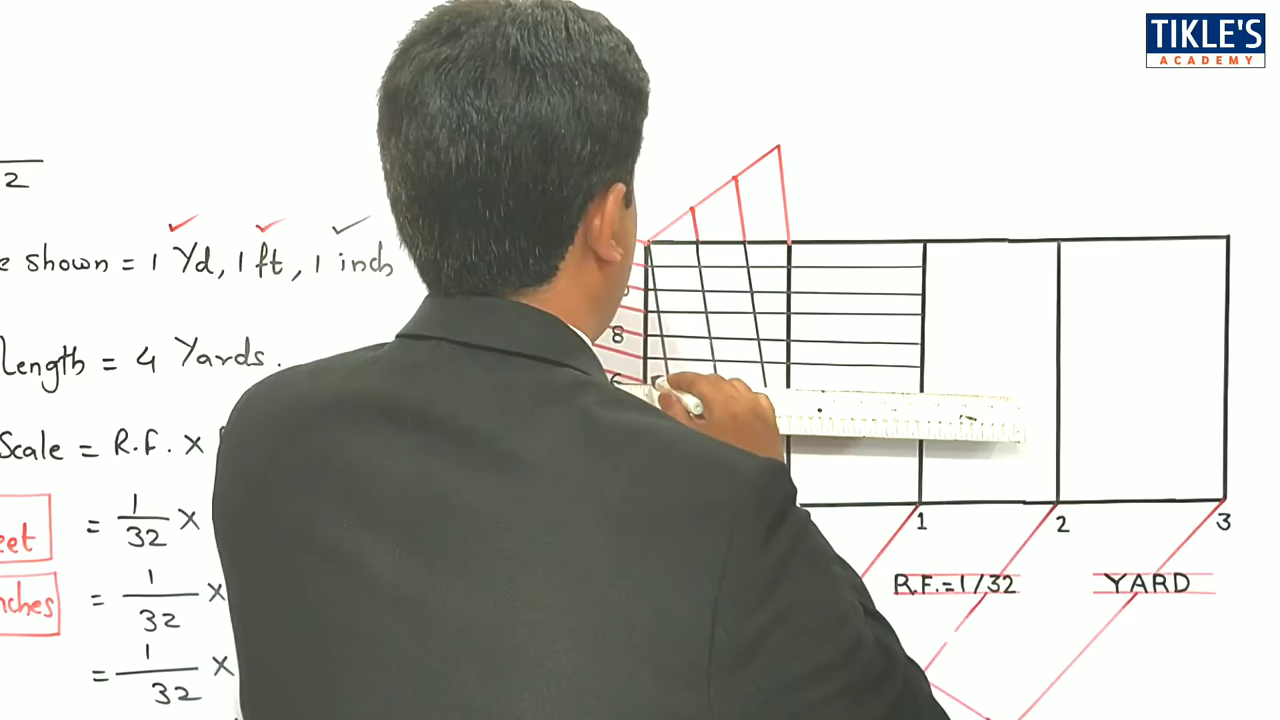 TIKLE'S
ACADEMY
2
e shown = 1 Yd, 1 ft, 1 inch
Length = 4 Yards.
Scale = R.f. X
8
= 1/32 X
eet
= 1/32 X
nches
= 1/32 X
1
2
3
R.F.=1/32
YARD